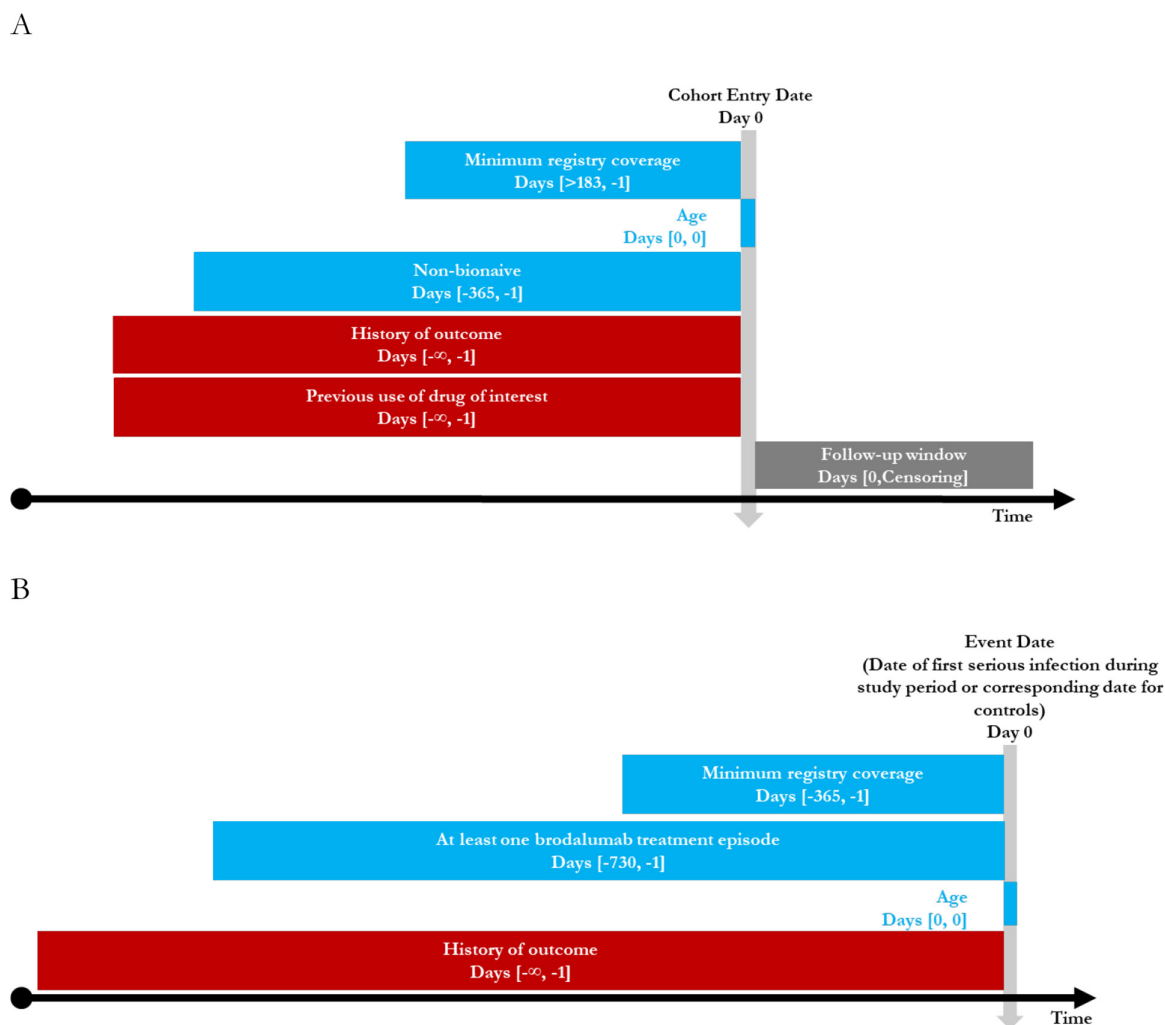 A
Cohort Entry Date
Day 0
Minimum registry coverage
Days [>183, -1]
Age
Days [0, 0]
Non-bionaive
Days [-365, -1]
History of outcome
Days [-∞, -1]
Previous use of drug of interest
Days [-∞, -1]
Follow-up window
Days [0,Censoring]
Time
B
Event Date
(Date of first serious infection during
study period or corresponding date for
controls)
Day 0
Minimum registry coverage
Days [-365, -1]
At least one brodalumab treatment episode
Days [-730, -1]
Age
Days [0, 0]
History of outcome
Days [-∞, -1]
Time